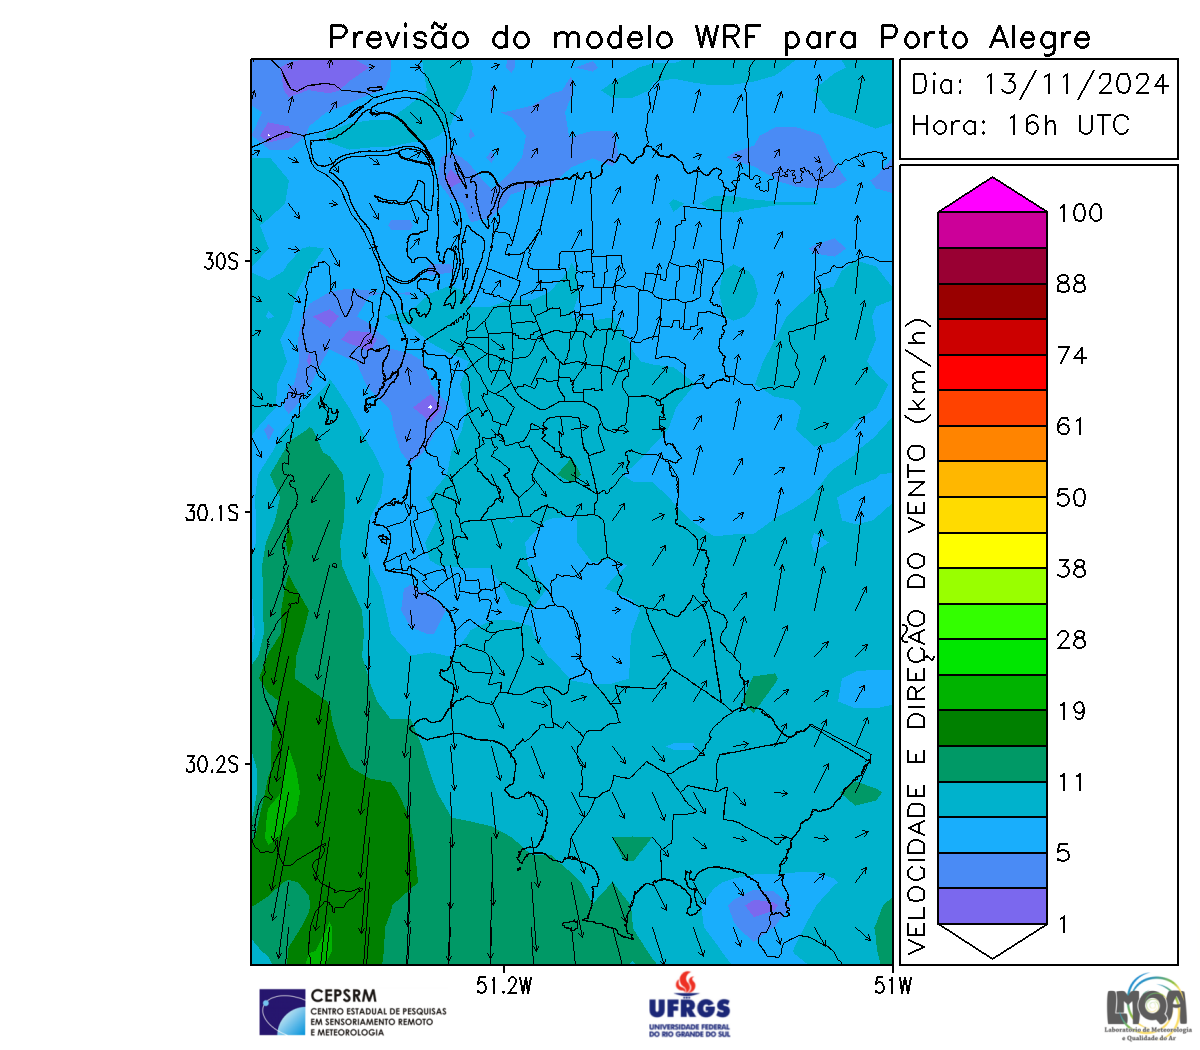 Previsão do modelo WRF para Porto Alegre
Dia: 13/11/2024
Hora: 16h UTC
30S
30.1S
30.2S
51.2W
51W
VELOCIDADE E DIREÇÃO DO VENTO (km/h)
100
88
74
61
50
38
28
19
11
5
1
CEPSRM
CENTRO ESTADUAL DE PESQUISAS
EM SENSORIAMENTO REMOTO
E METEOROLOGIA
UFRGS
UNIVERSIDADE FEDERAL
DO RIO GRANDE DO SUL
LMQA
Laboratório de Meteorologia
e Qualidade do Ar